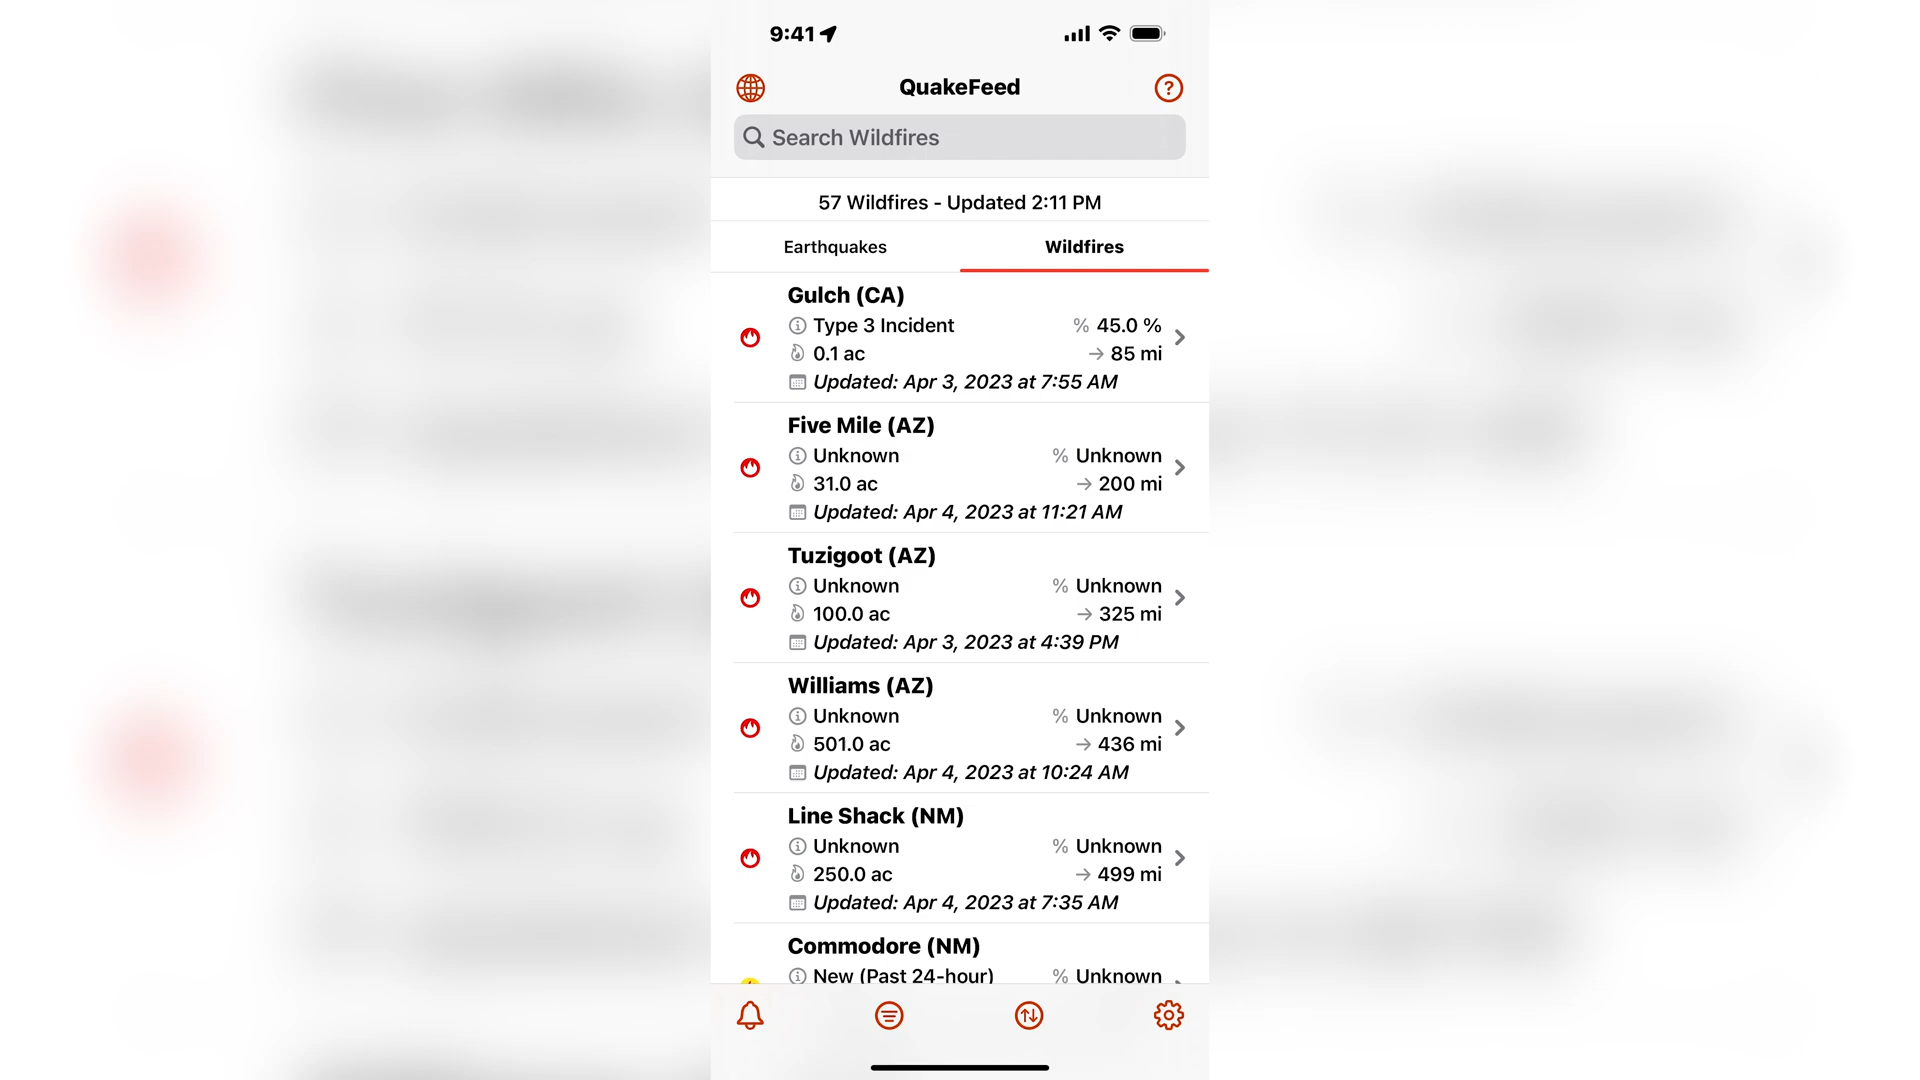 9:41
QuakeFeed
?
Search Wildfires
57 Wildfires - Updated 2:11 PM
Earthquakes Wildfires
Gulch (CA)
Type 3 Incident % 45.0 %
0.1 ac → 85 mi
Updated: Apr 3, 2023 at 7:55 AM
Five Mile (AZ)
Unknown % Unknown
31.0 ac → 200 mi
Updated: Apr 4, 2023 at 11:21 AM
Tuzigoot (AZ)
Unknown % Unknown
100.0 ac → 325 mi
Updated: Apr 3, 2023 at 4:39 PM
Williams (AZ)
Unknown % Unknown
501.0 ac → 436 mi
Updated: Apr 4, 2023 at 10:24 AM
Line Shack (NM)
Unknown % Unknown
250.0 ac → 499 mi
Updated: Apr 4, 2023 at 7:35 AM
Commodore (NM)
New (Past 24-hour) % Unknown